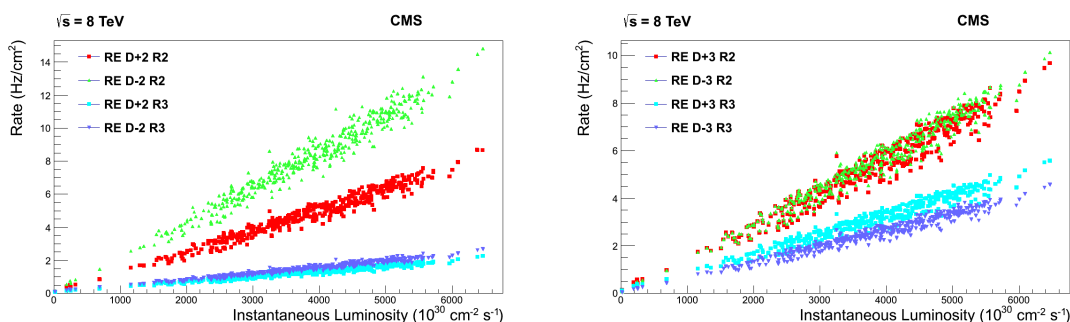 √s = 8 TeV CMS
Rate (Hz/cm²)
14
12
10
8
6
4
2
0
RE D+2 R2
RE D-2 R2
RE D+2 R3
RE D-2 R3
0 1000 2000 3000 4000 5000 6000
Instantaneous Luminosity (10³⁰ cm⁻² s⁻¹)
√s = 8 TeV CMS
Rate (Hz/cm²)
10
8
6
4
2
0
RE D+3 R2
RE D-3 R2
RE D+3 R3
RE D-3 R3
0 1000 2000 3000 4000 5000 6000
Instantaneous Luminosity (10³⁰ cm⁻² s⁻¹)